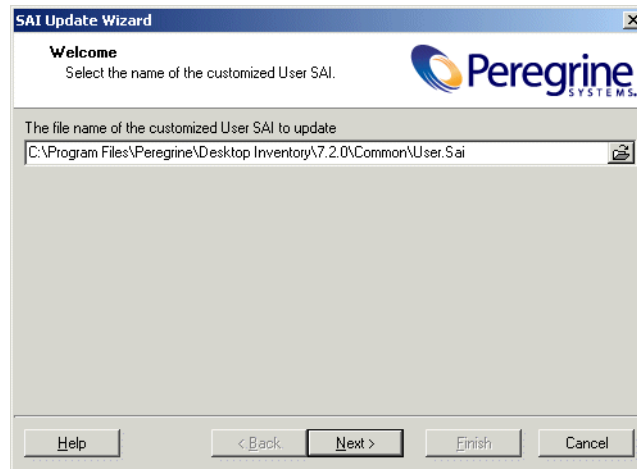 SAI Update Wizard
Welcome
Select the name of the customized User SAI.
Peregrine
SYSTEMS.
The file name of the customized User SAI to update
C:\Program Files\Peregrine\Desktop Inventory\7.2.0\Common\User.Sai
Help
< Back
Next >
Finish
Cancel